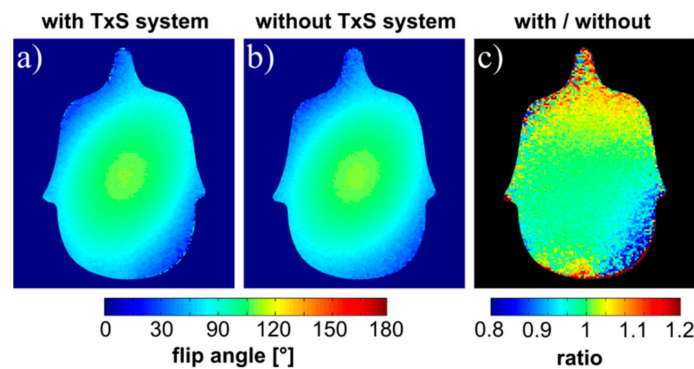 with TxS system without TxS system with / without
a) b) c)
0 30 90 120 150 180 0.8 0.9 1 1.1 1.2
flip angle [°] ratio